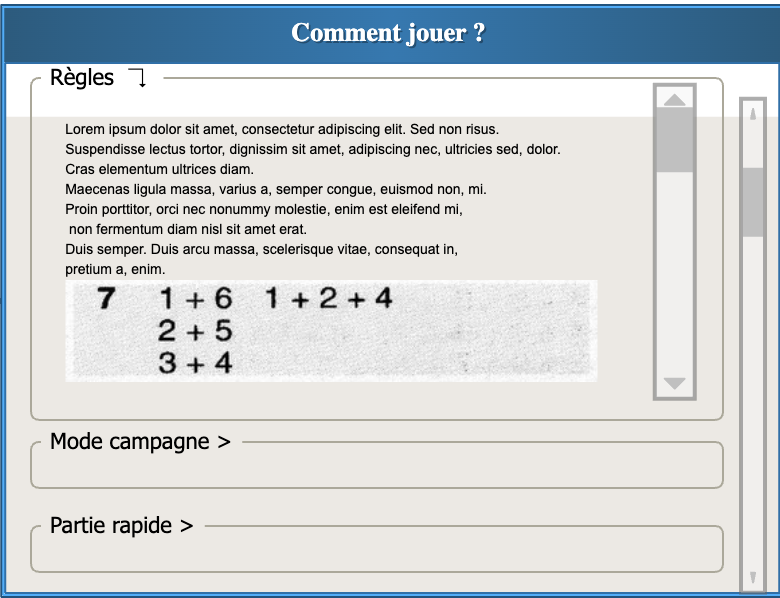 Comment jouer ?
Règles
Lorem ipsum dolor sit amet, consectetur adipiscing elit. Sed non risus.
Suspendisse lectus tortor, dignissim sit amet, adipiscing nec, ultricies sed, dolor.
Cras elementum ultrices diam.
Maecenas ligula massa, varius a, semper congue, euismod non, mi.
Proin porttitor, orci nec nonummy molestie, enim est eleifend mi,
non fermentum diam nisl sit amet erat.
Duis semper. Duis arcu massa, scelerisque vitae, consequat in,
pretium a, enim.
7 1 + 6 1 + 2 + 4
2 + 5
3 + 4
Mode campagne >
Partie rapide >